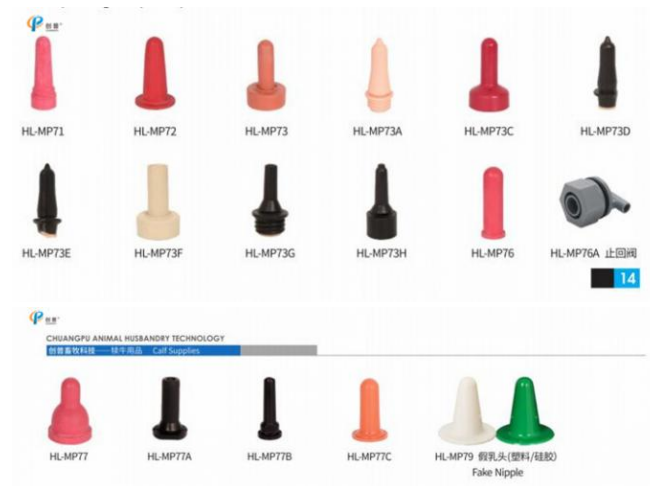 创普
HL-MP71 HL-MP72 HL-MP73 HL-MP73A HL-MP73C HL-MP73D
HL-MP73E HL-MP73F HL-MP73G HL-MP73H HL-MP76 HL-MP76A 止回阀
14
创普
CHUANGPU ANIMAL HUSBANDRY TECHNOLOGY
创普畜牧科技——犊牛用品 Calf Supplies
HL-MP77 HL-MP77A HL-MP77B HL-MP77C HL-MP79 假乳头(塑料/硅胶)
Fake Nipple